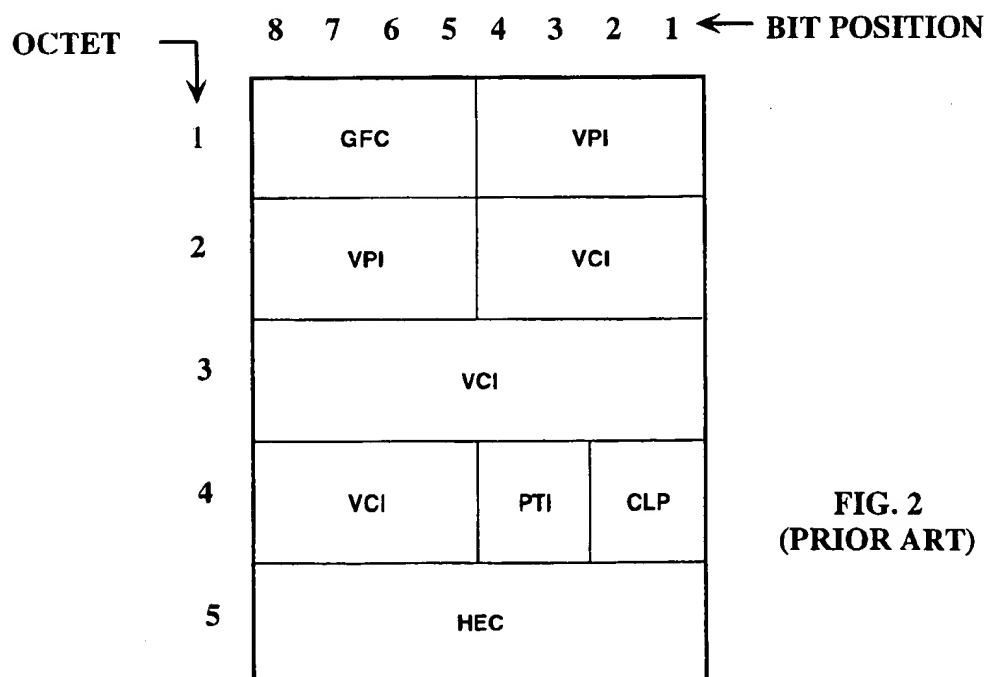 8 7 6 5 4 3 2 1 BIT POSITION
OCTET
1 GFC VPI
2 VPI VCI
3 VCI
4 VCI PTI CLP
FIG. 2
(PRIOR ART)
5 HEC